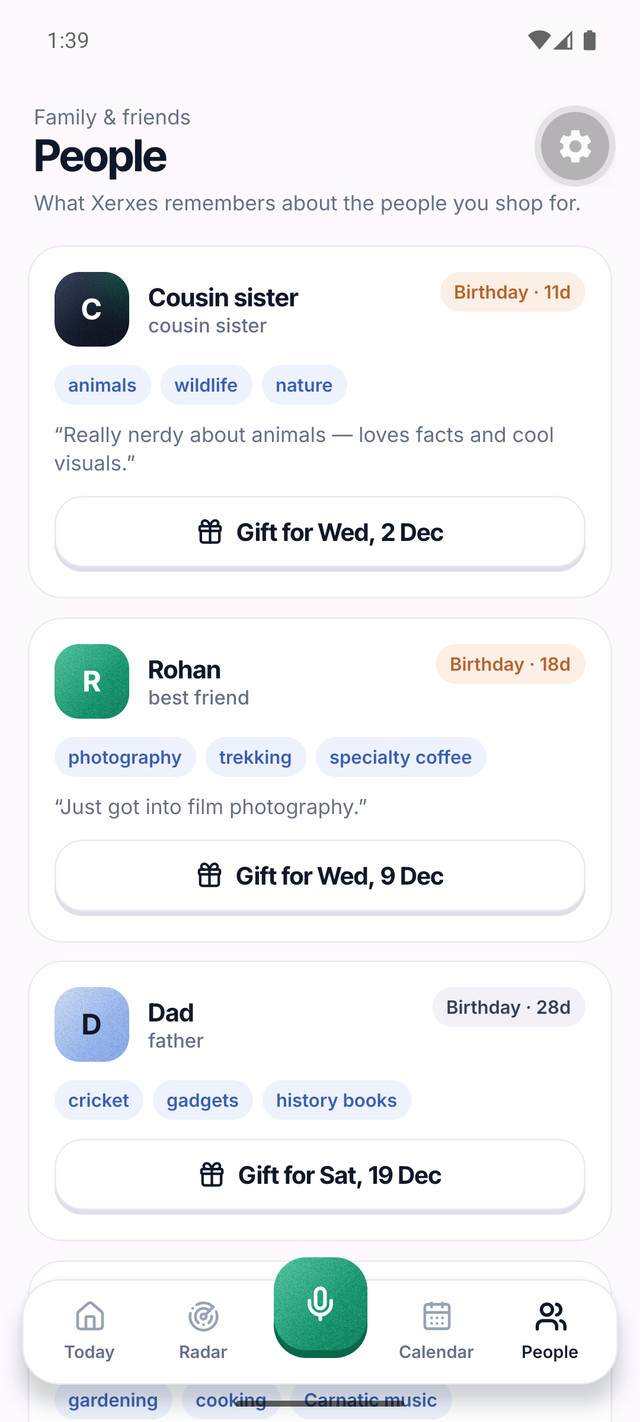 1:39
Family & friends
People
What Xerxes remembers about the people you shop for.
C
Cousin sister
cousin sister
Birthday · 11d
animals
wildlife
nature
“Really nerdy about animals — loves facts and cool
visuals.”
Gift for Wed, 2 Dec
R
Rohan
best friend
Birthday · 18d
photography
trekking
specialty coffee
“Just got into film photography.”
Gift for Wed, 9 Dec
D
Dad
father
Birthday · 28d
cricket
gadgets
history books
Gift for Sat, 19 Dec
Today
Radar
Calendar
People
gardening
cooking
Carnatic music